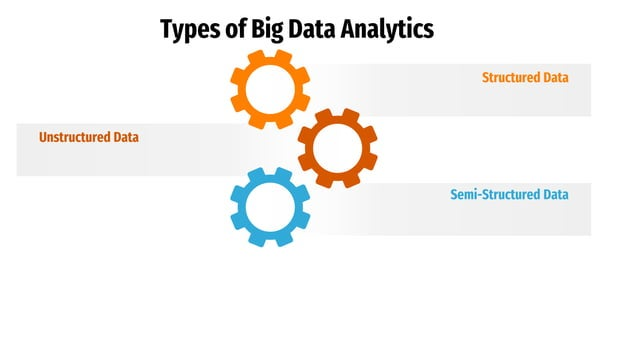 Types of Big Data Analytics
Structured Data
Unstructured Data
Semi-Structured Data